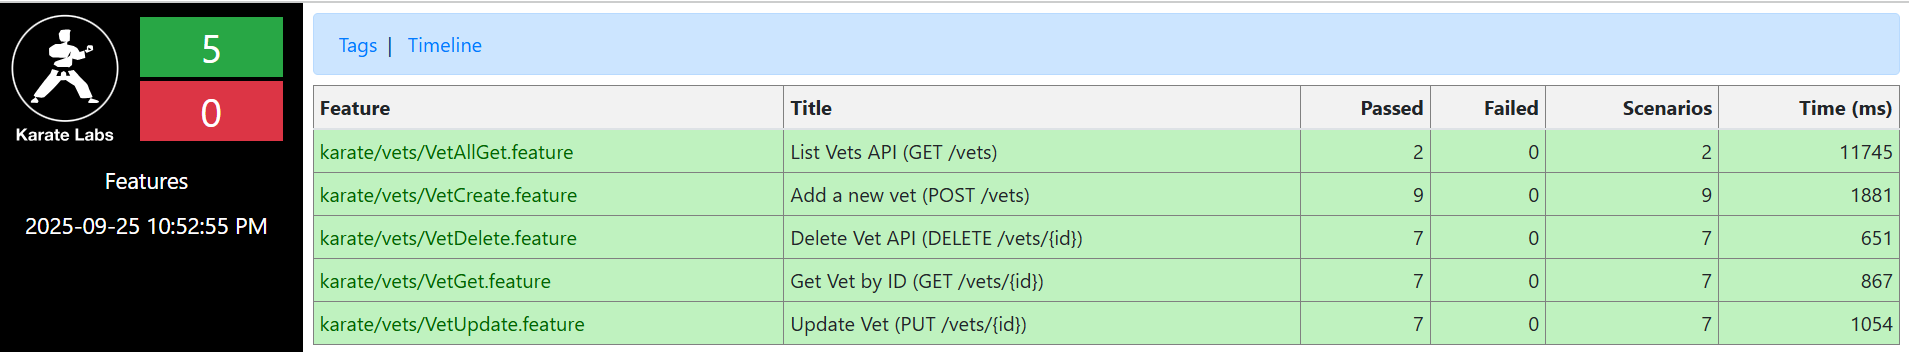 5
0
Karate Labs
Features
2025-09-25 10:52:55 PM
Tags | Timeline
Feature Title Passed Failed Scenarios Time (ms)
karate/vets/VetAllGet.feature List Vets API (GET /vets) 2 0 2 11745
karate/vets/VetCreate.feature Add a new vet (POST /vets) 9 0 9 1881
karate/vets/VetDelete.feature Delete Vet API (DELETE /vets/{id}) 7 0 7 651
karate/vets/VetGet.feature Get Vet by ID (GET /vets/{id}) 7 0 7 867
karate/vets/VetUpdate.feature Update Vet (PUT /vets/{id}) 7 0 7 1054